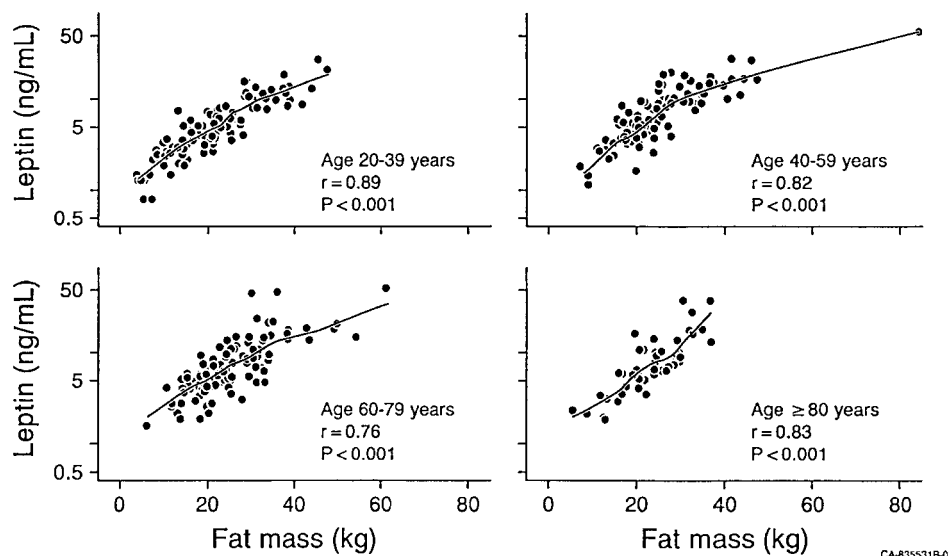 Leptin (ng/mL)
50
5
0.5
Age 20-39 years
r = 0.89
P < 0.001
Age 40-59 years
r = 0.82
P < 0.001
Leptin (ng/mL)
50
5
0.5
Age 60-79 years
r = 0.76
P < 0.001
Age ≥ 80 years
r = 0.83
P < 0.001
0 20 40 60 80
0 20 40 60 80
Fat mass (kg)
Fat mass (kg)